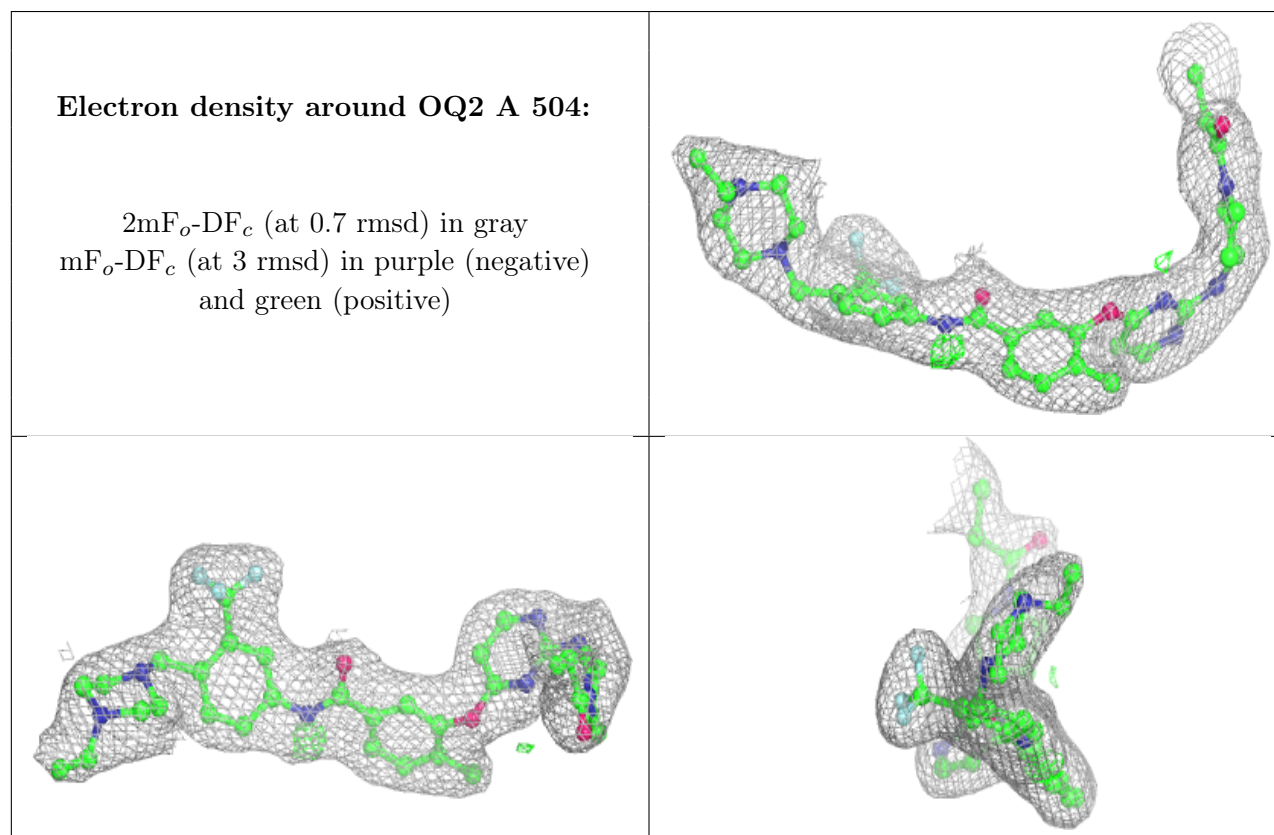 Electron density around OQ2 A 504:
2mFo-DFc (at 0.7 rmsd) in gray
mFo-DFc (at 3 rmsd) in purple (negative)
and green (positive)